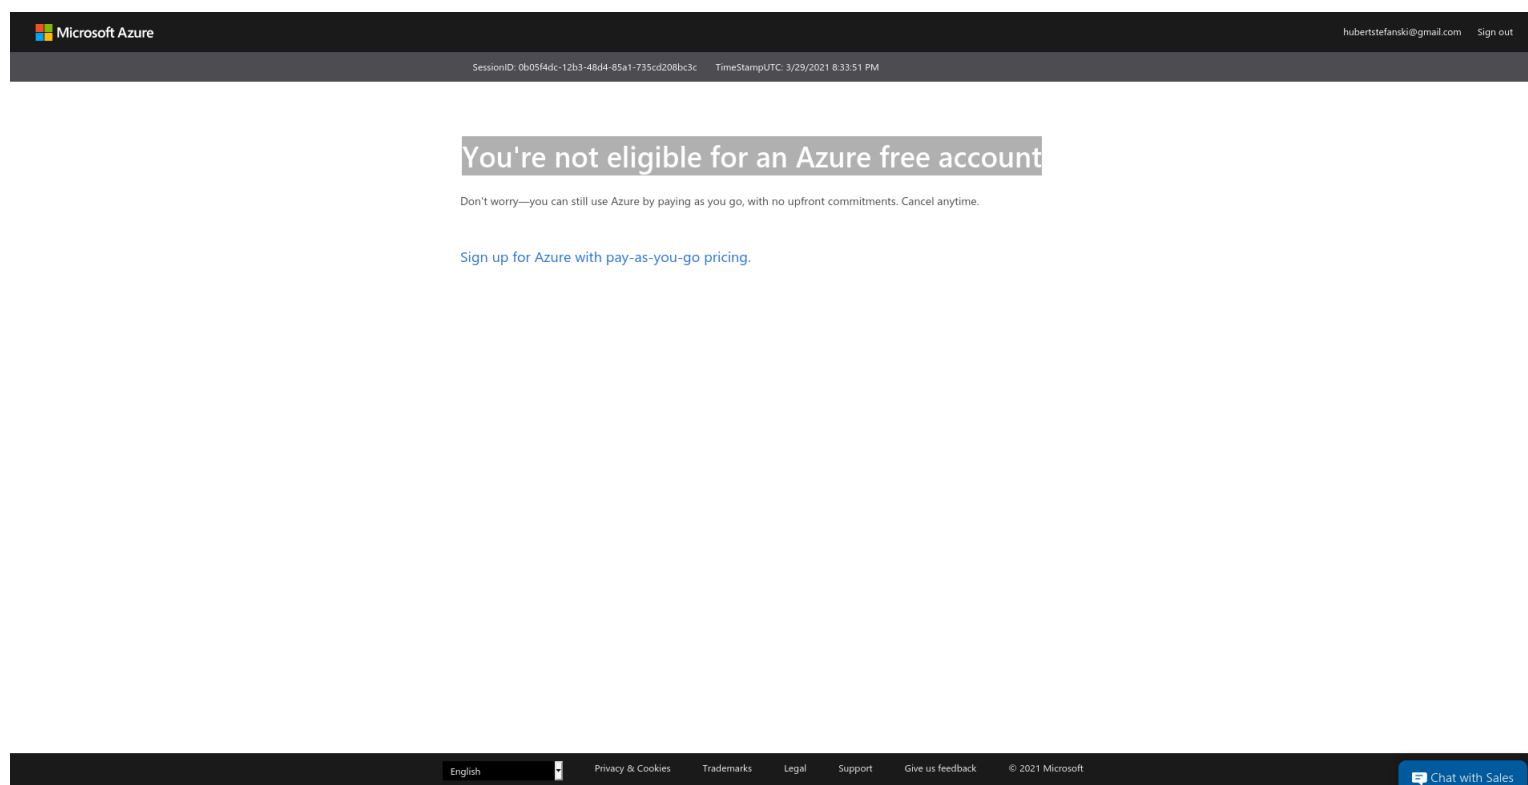 Microsoft Azure
hubertstefanski@gmail.com Sign out
SessionID: 0b05f4dc-12b3-48d4-85a1-735cd208bc3c TimeStampUTC: 3/29/2021 8:33:51 PM
You're not eligible for an Azure free account
Don't worry—you can still use Azure by paying as you go, with no upfront commitments. Cancel anytime.
Sign up for Azure with pay-as-you-go pricing.
English Privacy & Cookies Trademarks Legal Support Give us feedback © 2021 Microsoft
Chat with Sales